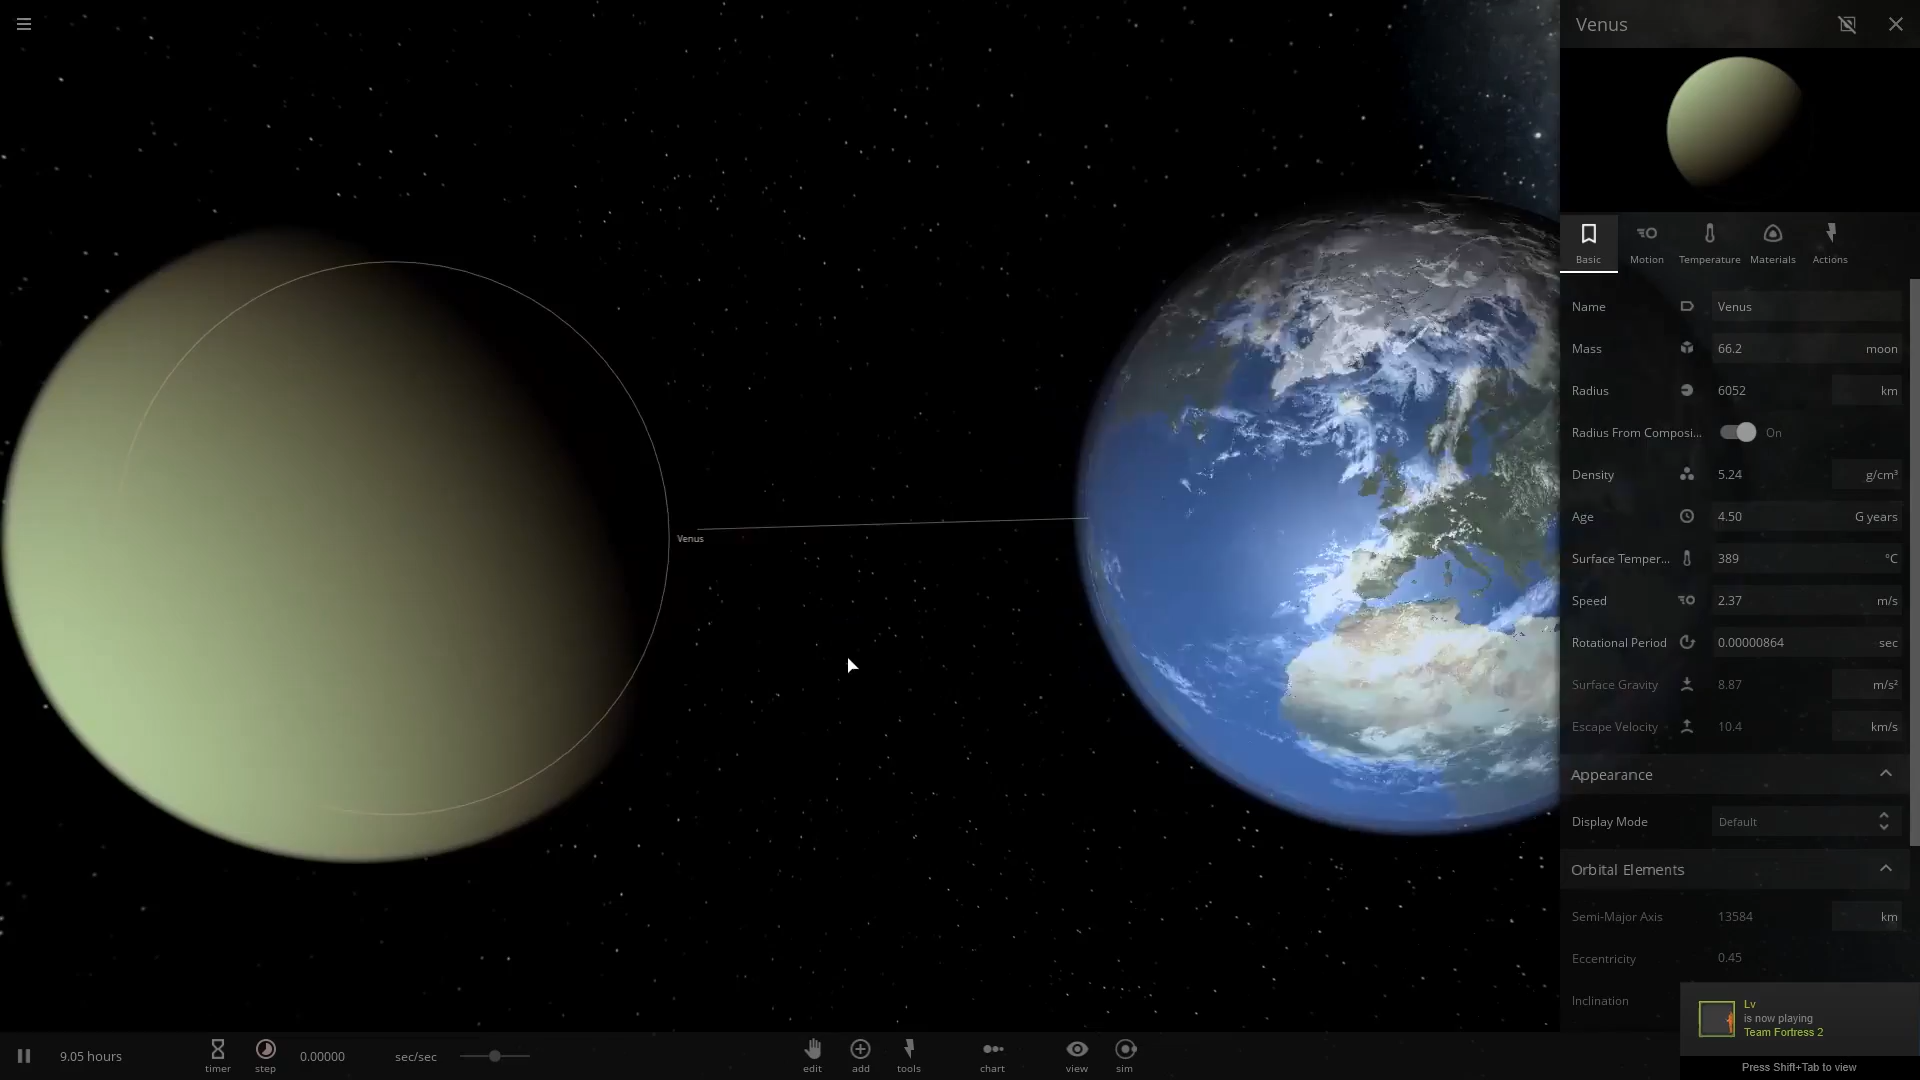 Venus
Basic
Motion
Temperature
Materials
Actions
Name Venus
Mass 66.2 moon
Radius 6052 km
Radius From Composi... On
Density 5.24 g/cm³
Age 4.50 G years
Surface Temper... 389 °C
Speed 2.37 m/s
Rotational Period 0.00000864 sec
Surface Gravity 8.87 m/s²
Escape Velocity 10.4 km/s
Appearance
Display Mode Default
Orbital Elements
Semi-Major Axis 13584 km
Eccentricity 0.45
Inclination
Venus
Lv
is now playing
Team Fortress 2
Press Shift+Tab to view
9.05 hours
timer
step
0.00000 sec/sec
edit
add
tools
chart
view
sim